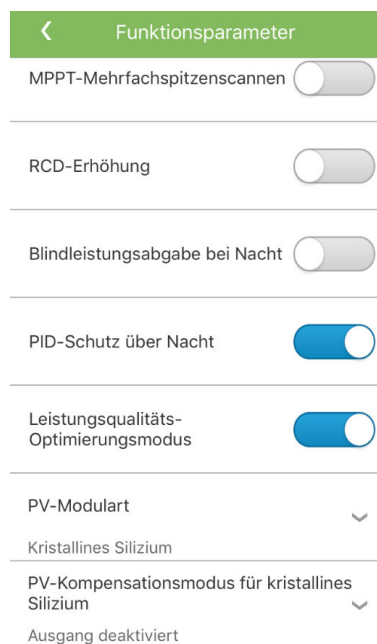 Funktionsparameter
MPPT-Mehrfachspitzenscannen
RCD-Erhöhung
Blindleistungsabgabe bei Nacht
PID-Schutz über Nacht
Leistungsqualitäts-
Optimierungsmodus
PV-Modulart
Kristallines Silizium
PV-Kompensationsmodus für kristallines
Silizium
Ausgang deaktiviert